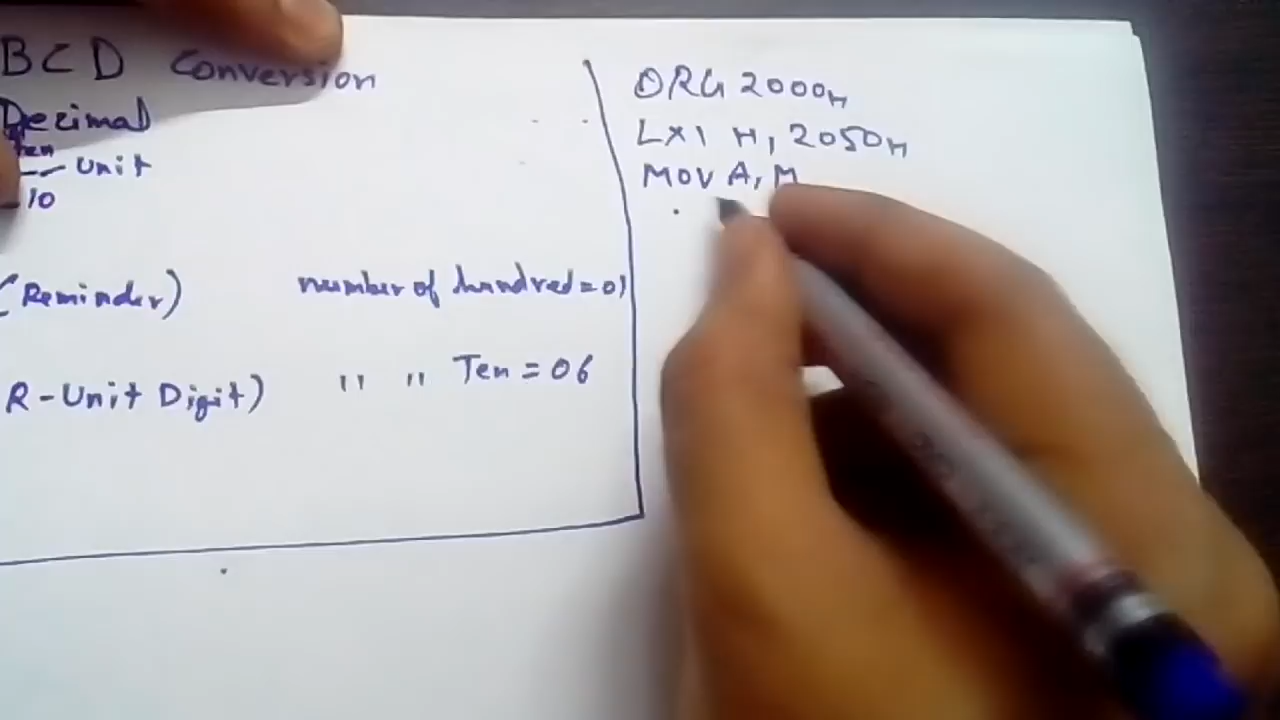 BCD Conversion
Decimal
Ten
Unit
10
(Reminder) number of hundred = 01
R-Unit Digit) " " Ten = 06
ORG 2000H
LXI H, 2050H
MOV A, M